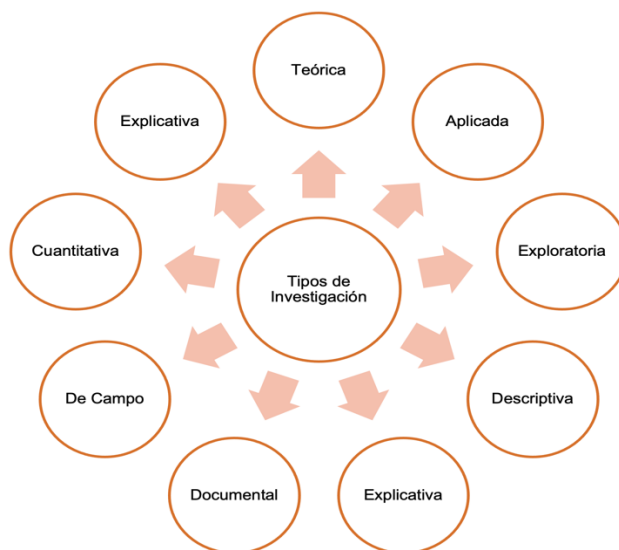 Teórica
Aplicada
Exploratoria
Descriptiva
Explicativa
Documental
De Campo
Cuantitativa
Explicativa
Tipos de
Investigación